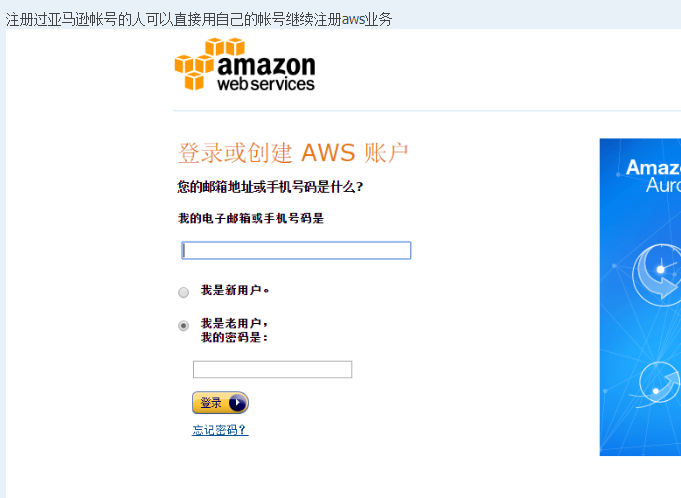 注册过亚马逊帐号的人可以直接用自己的帐号继续注册aws业务
amazon
web services
登录或创建 AWS 账户
您的邮箱地址或手机号码是什么?
我的电子邮箱或手机号码是
我是新用户。
我是老用户,
我的密码是:
登录
忘记密码?
Amaz
Auro